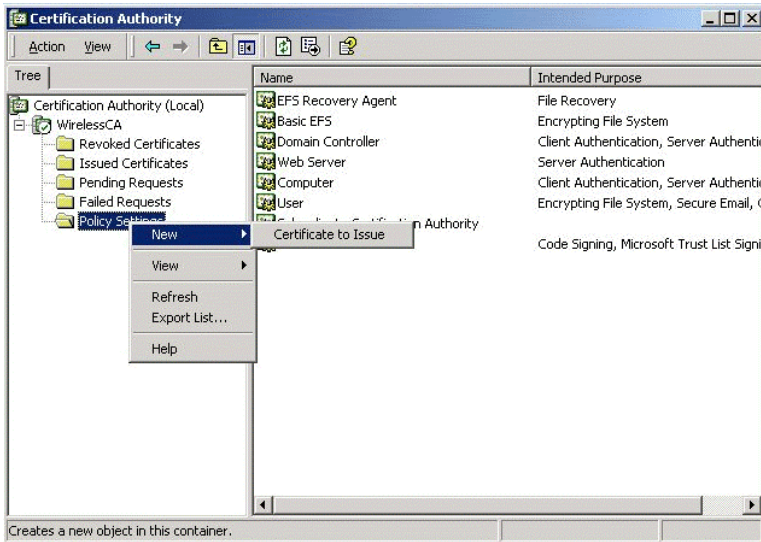 Certification Authority
Action View
Tree
Name Intended Purpose
Certification Authority (Local)
WirelessCA
Revoked Certificates
Issued Certificates
Pending Requests
Failed Requests
Policy Settings
EFS Recovery Agent File Recovery
Basic EFS Encrypting File System
Domain Controller Client Authentication, Server Authenti
Web Server Server Authentication
Computer Client Authentication, Server Authenti
User Encrypting File System, Secure Email,
Subordinate Certification Authority
Code Signing, Microsoft Trust List Signi
New
Certificate to Issue
View
Refresh
Export List...
Help
Creates a new object in this container.